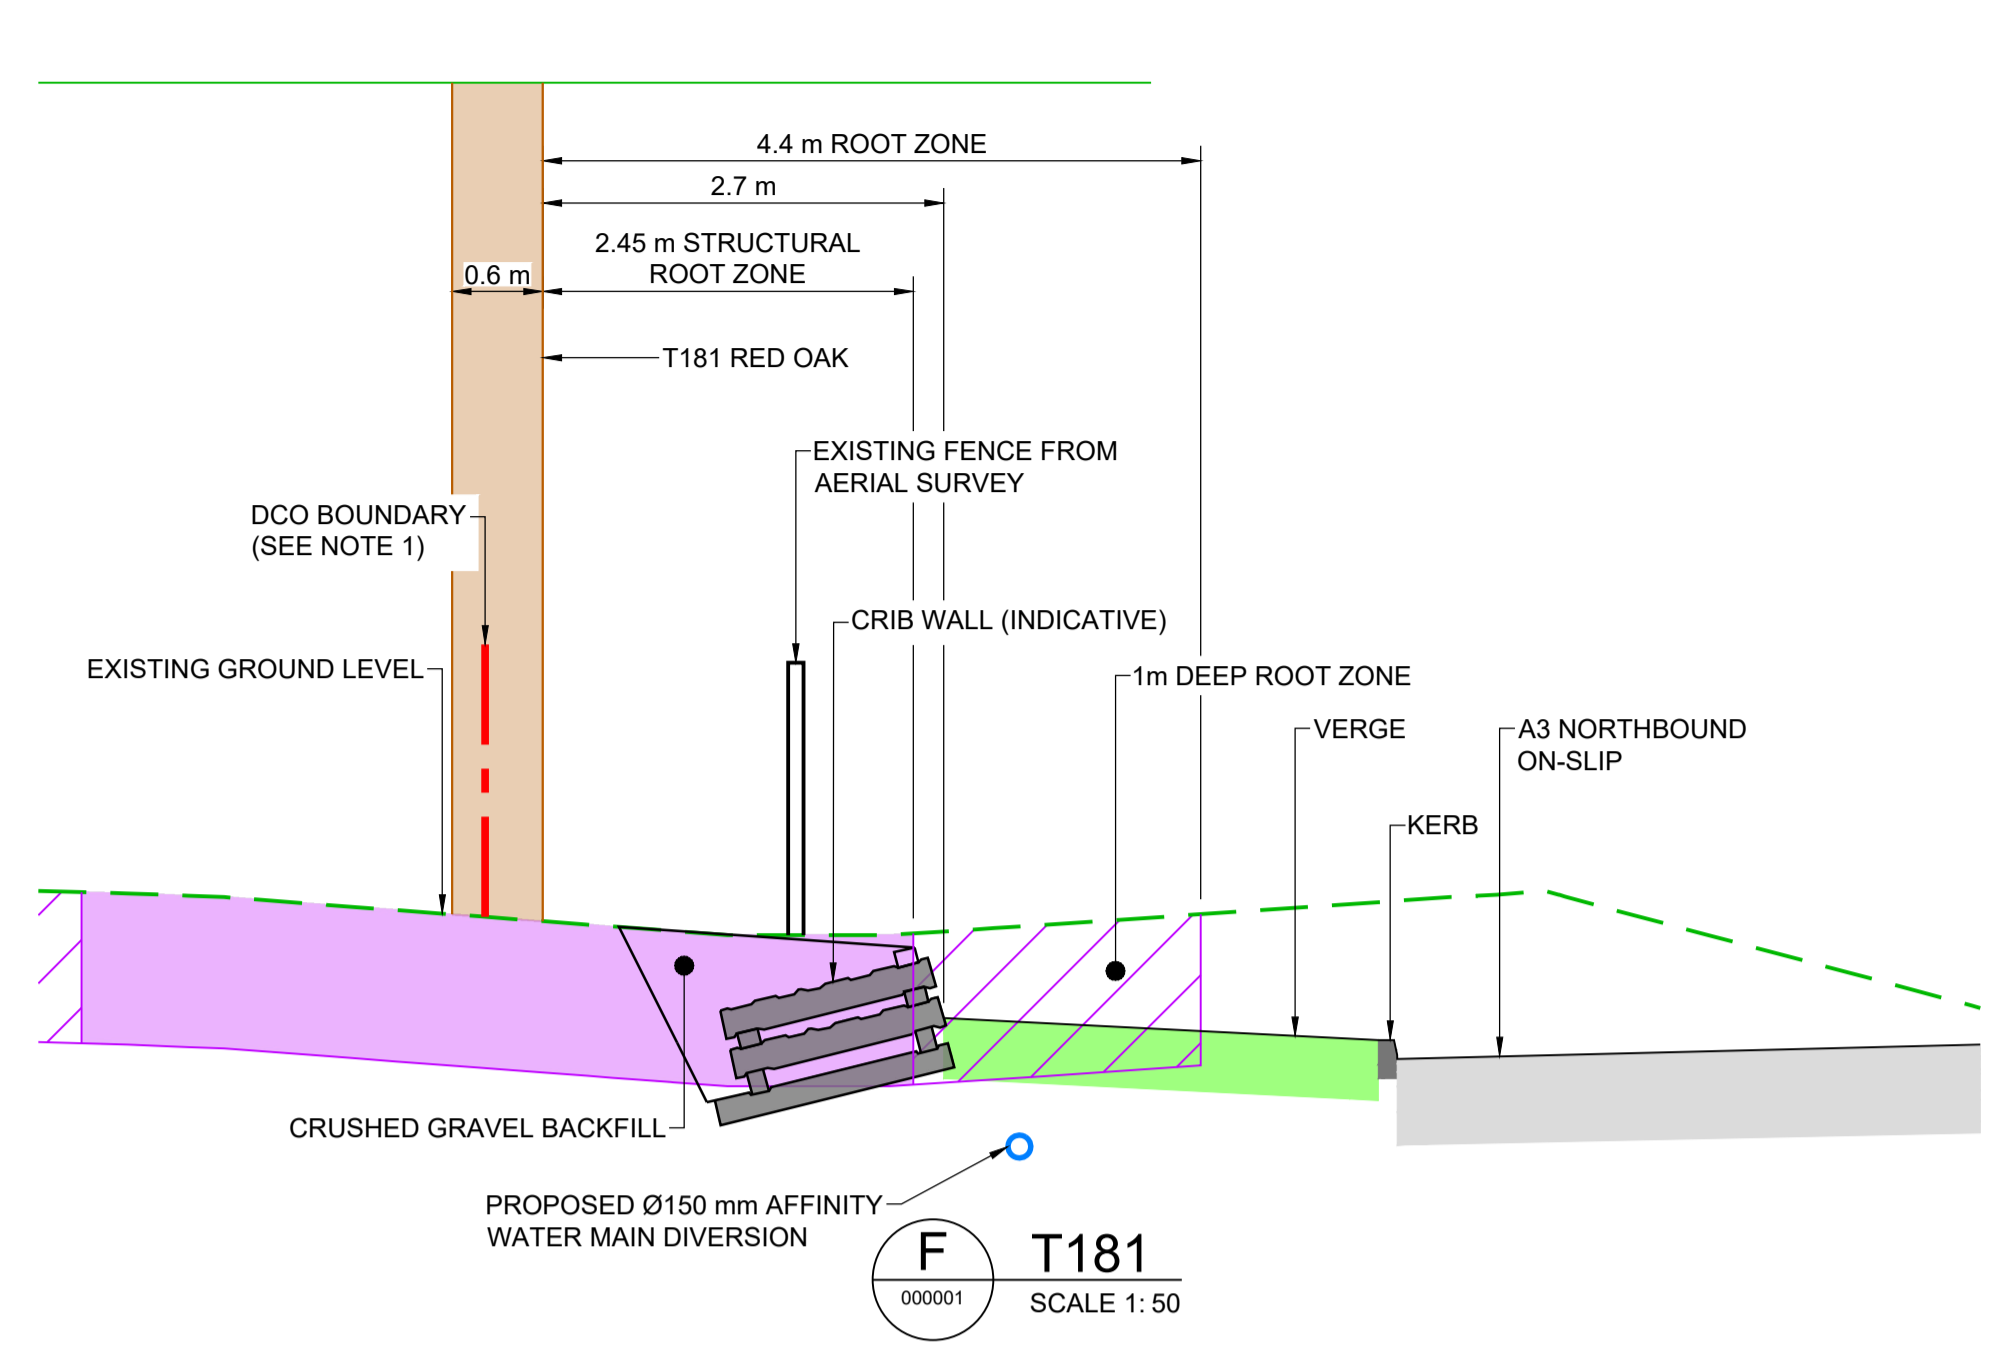 4.4 m ROOT ZONE
2.7 m
2.45 m STRUCTURAL
ROOT ZONE
0.6 m
T181 RED OAK
EXISTING FENCE FROM
AERIAL SURVEY
DCO BOUNDARY
(SEE NOTE 1)
CRIB WALL (INDICATIVE)
EXISTING GROUND LEVEL
1m DEEP ROOT ZONE
VERGE
A3 NORTHBOUND
ON-SLIP
KERB
CRUSHED GRAVEL BACKFILL
PROPOSED Ø150 mm AFFINITY
WATER MAIN DIVERSION
F
000001
T181
SCALE 1: 50